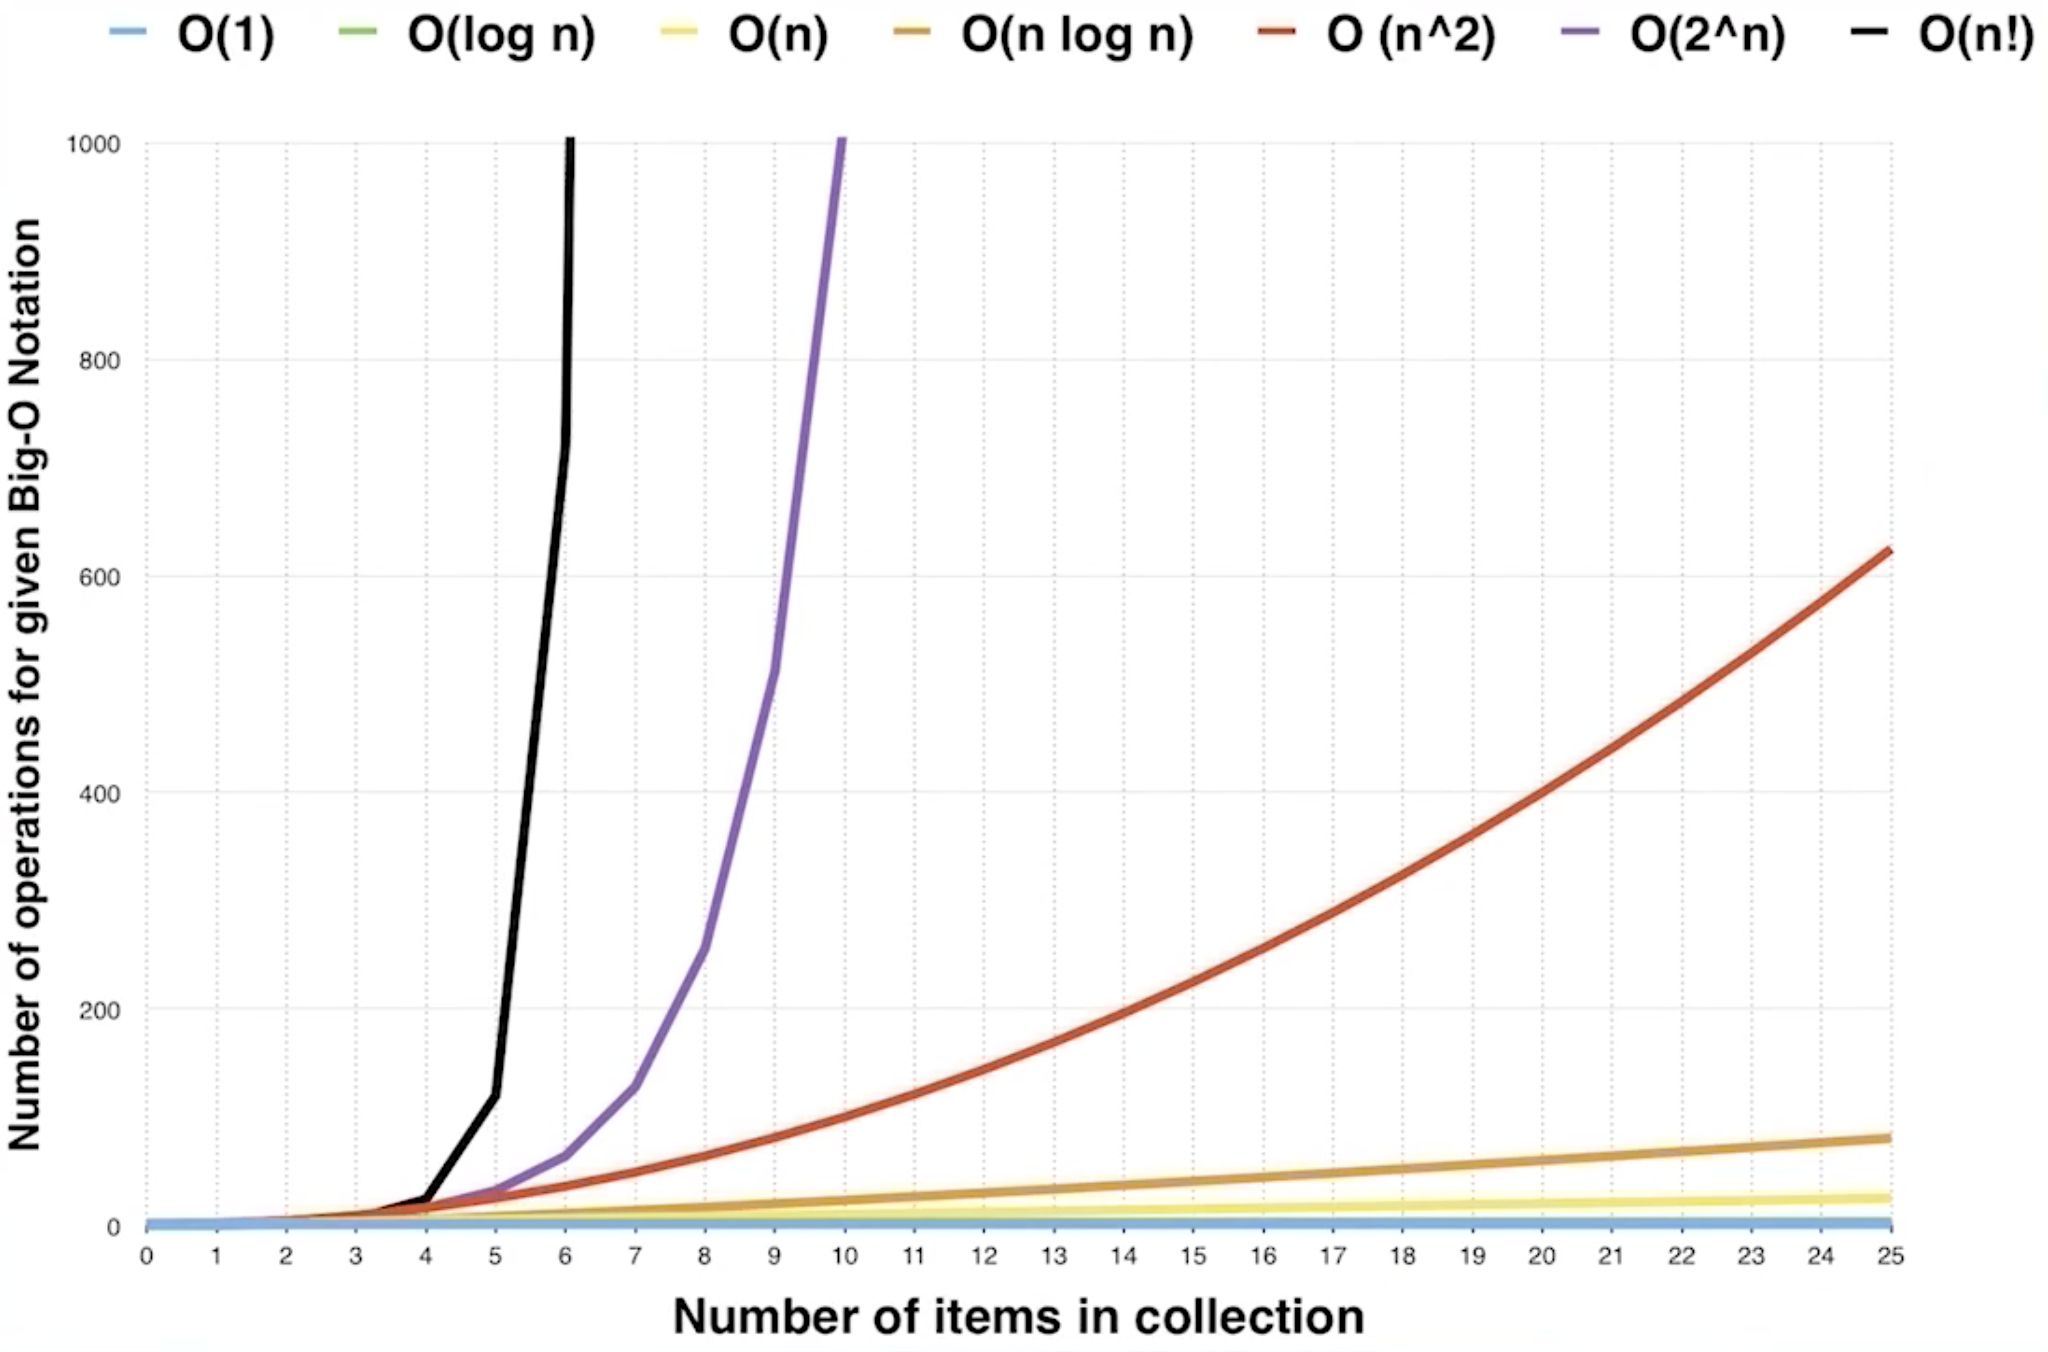 O(1) O(log n) O(n) O(n log n) O (n^2) O(2^n) O(n!)
Number of operations for given Big-O Notation
1000
800
600
400
200
0
0 1 2 3 4 5 6 7 8 9 10 11 12 13 14 15 16 17 18 19 20 21 22 23 24 25
Number of items in collection